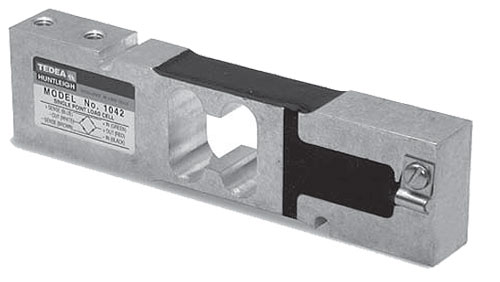 TEDEA
HUNTLEIGH
MODEL No. 1042
SINGLE POINT LOAD CELL
+ SENSE (BLUE) + IN (GREEN)
- OUT (WHITE) + OUT (RED)
- SENSE (BROWN) - IN (BLACK)